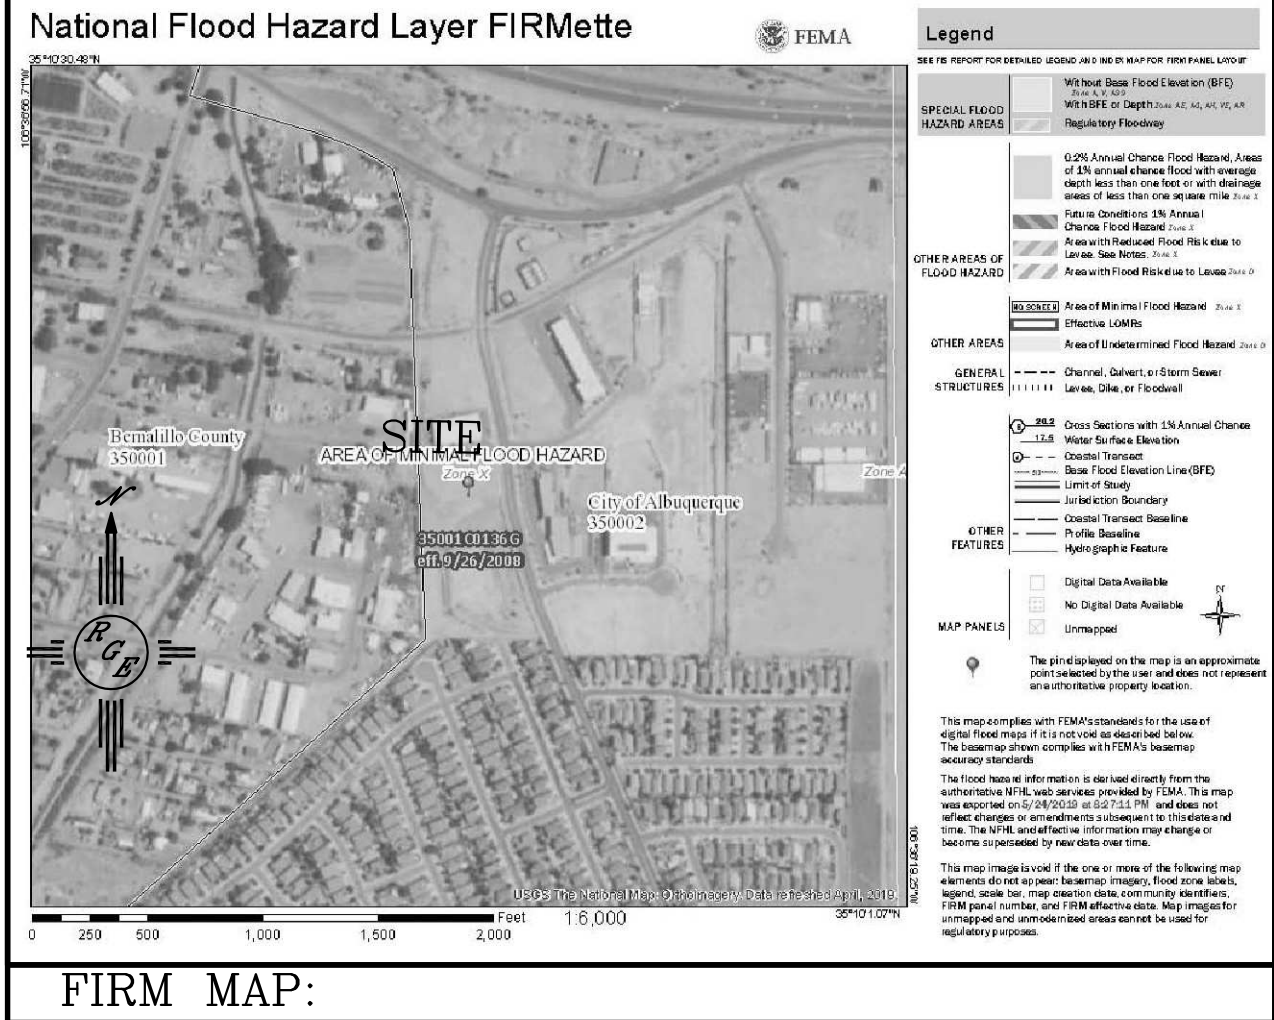 National Flood Hazard Layer FIRMette
FEMA
35°10'30.49"N
SITE
Bernalillo County
350001
AREA OF MINIMAL FLOOD HAZARD
Zone X
Zone A
City of Albuquerque
350002
35001C0136G
eff. 9/26/2008
N
RGE
USGS The National Map: Orthoimagery. Data refreshed April, 2019.
106°38'19.25"W
35°10'1.07"N
Feet
1:6,000
0 250 500 1,000 1,500 2,000
Legend
SEE FIS REPORT FOR DETAILED LEGEND AND INDEX MAP FOR FIRM PANEL LAYOUT
SPECIAL FLOOD
HAZARD AREAS
Without Base Flood Elevation (BFE)
Zone A, V, A99
With BFE or Depth Zone AE, AO, AH, VE, AR
Regulatory Floodway
OTHER AREAS OF
FLOOD HAZARD
0.2% Annual Chance Flood Hazard, Areas
of 1% annual chance flood with average
depth less than one foot or with drainage
areas of less than one square mile Zone X
Future Conditions 1% Annual
Chance Flood Hazard Zone X
Area with Reduced Flood Risk due to
Levee. See Notes. Zone X
Area with Flood Risk due to Levee Zone D
OTHER AREAS
NO SCREEN Area of Minimal Flood Hazard Zone X
Effective LOMRs
Area of Undetermined Flood Hazard Zone D
GENERAL
STRUCTURES
Channel, Culvert, or Storm Sewer
Levee, Dike, or Floodwall
OTHER
FEATURES
B 20.2 Cross Sections with 1% Annual Chance
17.5 Water Surface Elevation
Coastal Transect
513 Base Flood Elevation Line (BFE)
Limit of Study
Jurisdiction Boundary
Coastal Transect Baseline
Profile Baseline
Hydrographic Feature
MAP PANELS
Digital Data Available
No Digital Data Available
Unmapped
N
The pin displayed on the map is an approximate
point selected by the user and does not represent
an authoritative property location.
This map complies with FEMA's standards for the use of
digital flood maps if it is not void as described below.
The basemap shown complies with FEMA's basemap
accuracy standards
The flood hazard information is derived directly from the
authoritative NFHL web services provided by FEMA. This map
was exported on 5/24/2019 at 8:27:11 PM and does not
reflect changes or amendments subsequent to this date and
time. The NFHL and effective information may change or
become superseded by new data over time.
This map image is void if the one or more of the following map
elements do not appear: basemap imagery, flood zone labels,
legend, scale bar, map creation date, community identifiers,
FIRM panel number, and FIRM effective date. Map images for
unmapped and unmodernized areas cannot be used for
regulatory purposes.
FIRM MAP: